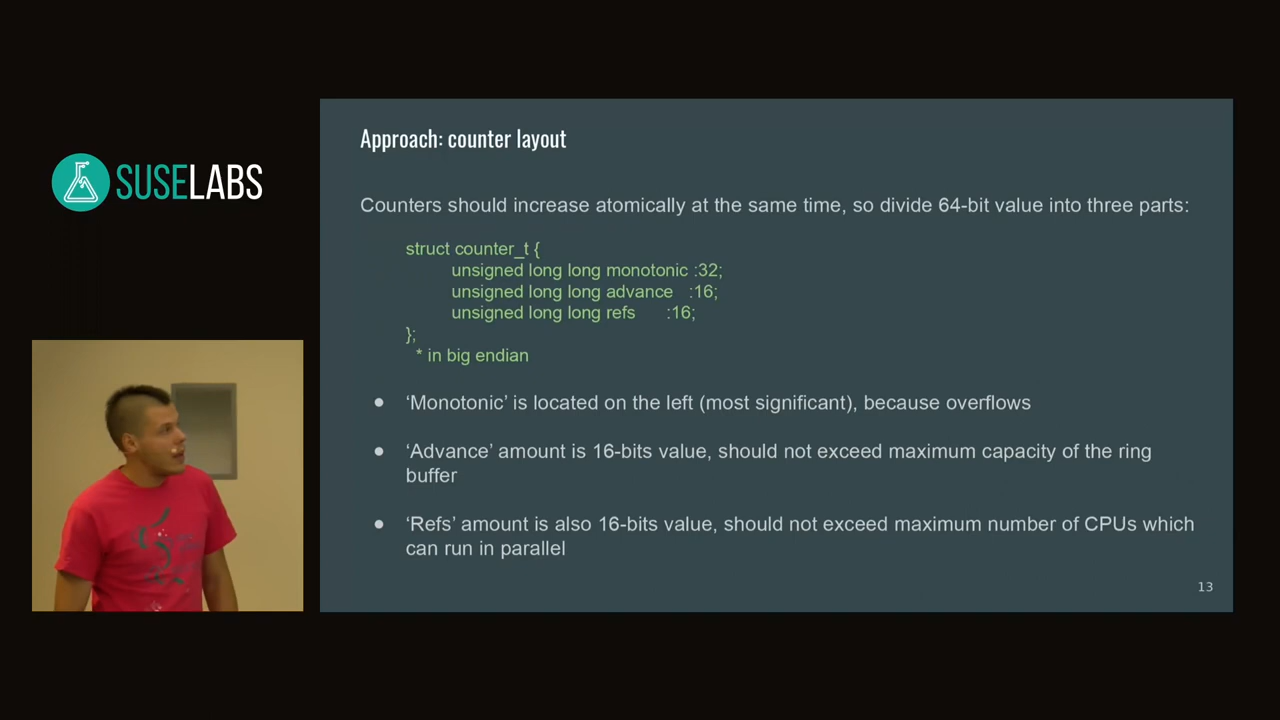 SUSELABS
Approach: counter layout
Counters should increase atomically at the same time, so divide 64-bit value into three parts:
struct counter_t {
unsigned long long monotonic :32;
unsigned long long advance :16;
unsigned long long refs :16;
};
* in big endian
● ‘Monotonic’ is located on the left (most significant), because overflows
● ‘Advance’ amount is 16-bits value, should not exceed maximum capacity of the ring
buffer
● ‘Refs’ amount is also 16-bits value, should not exceed maximum number of CPUs which
can run in parallel
13